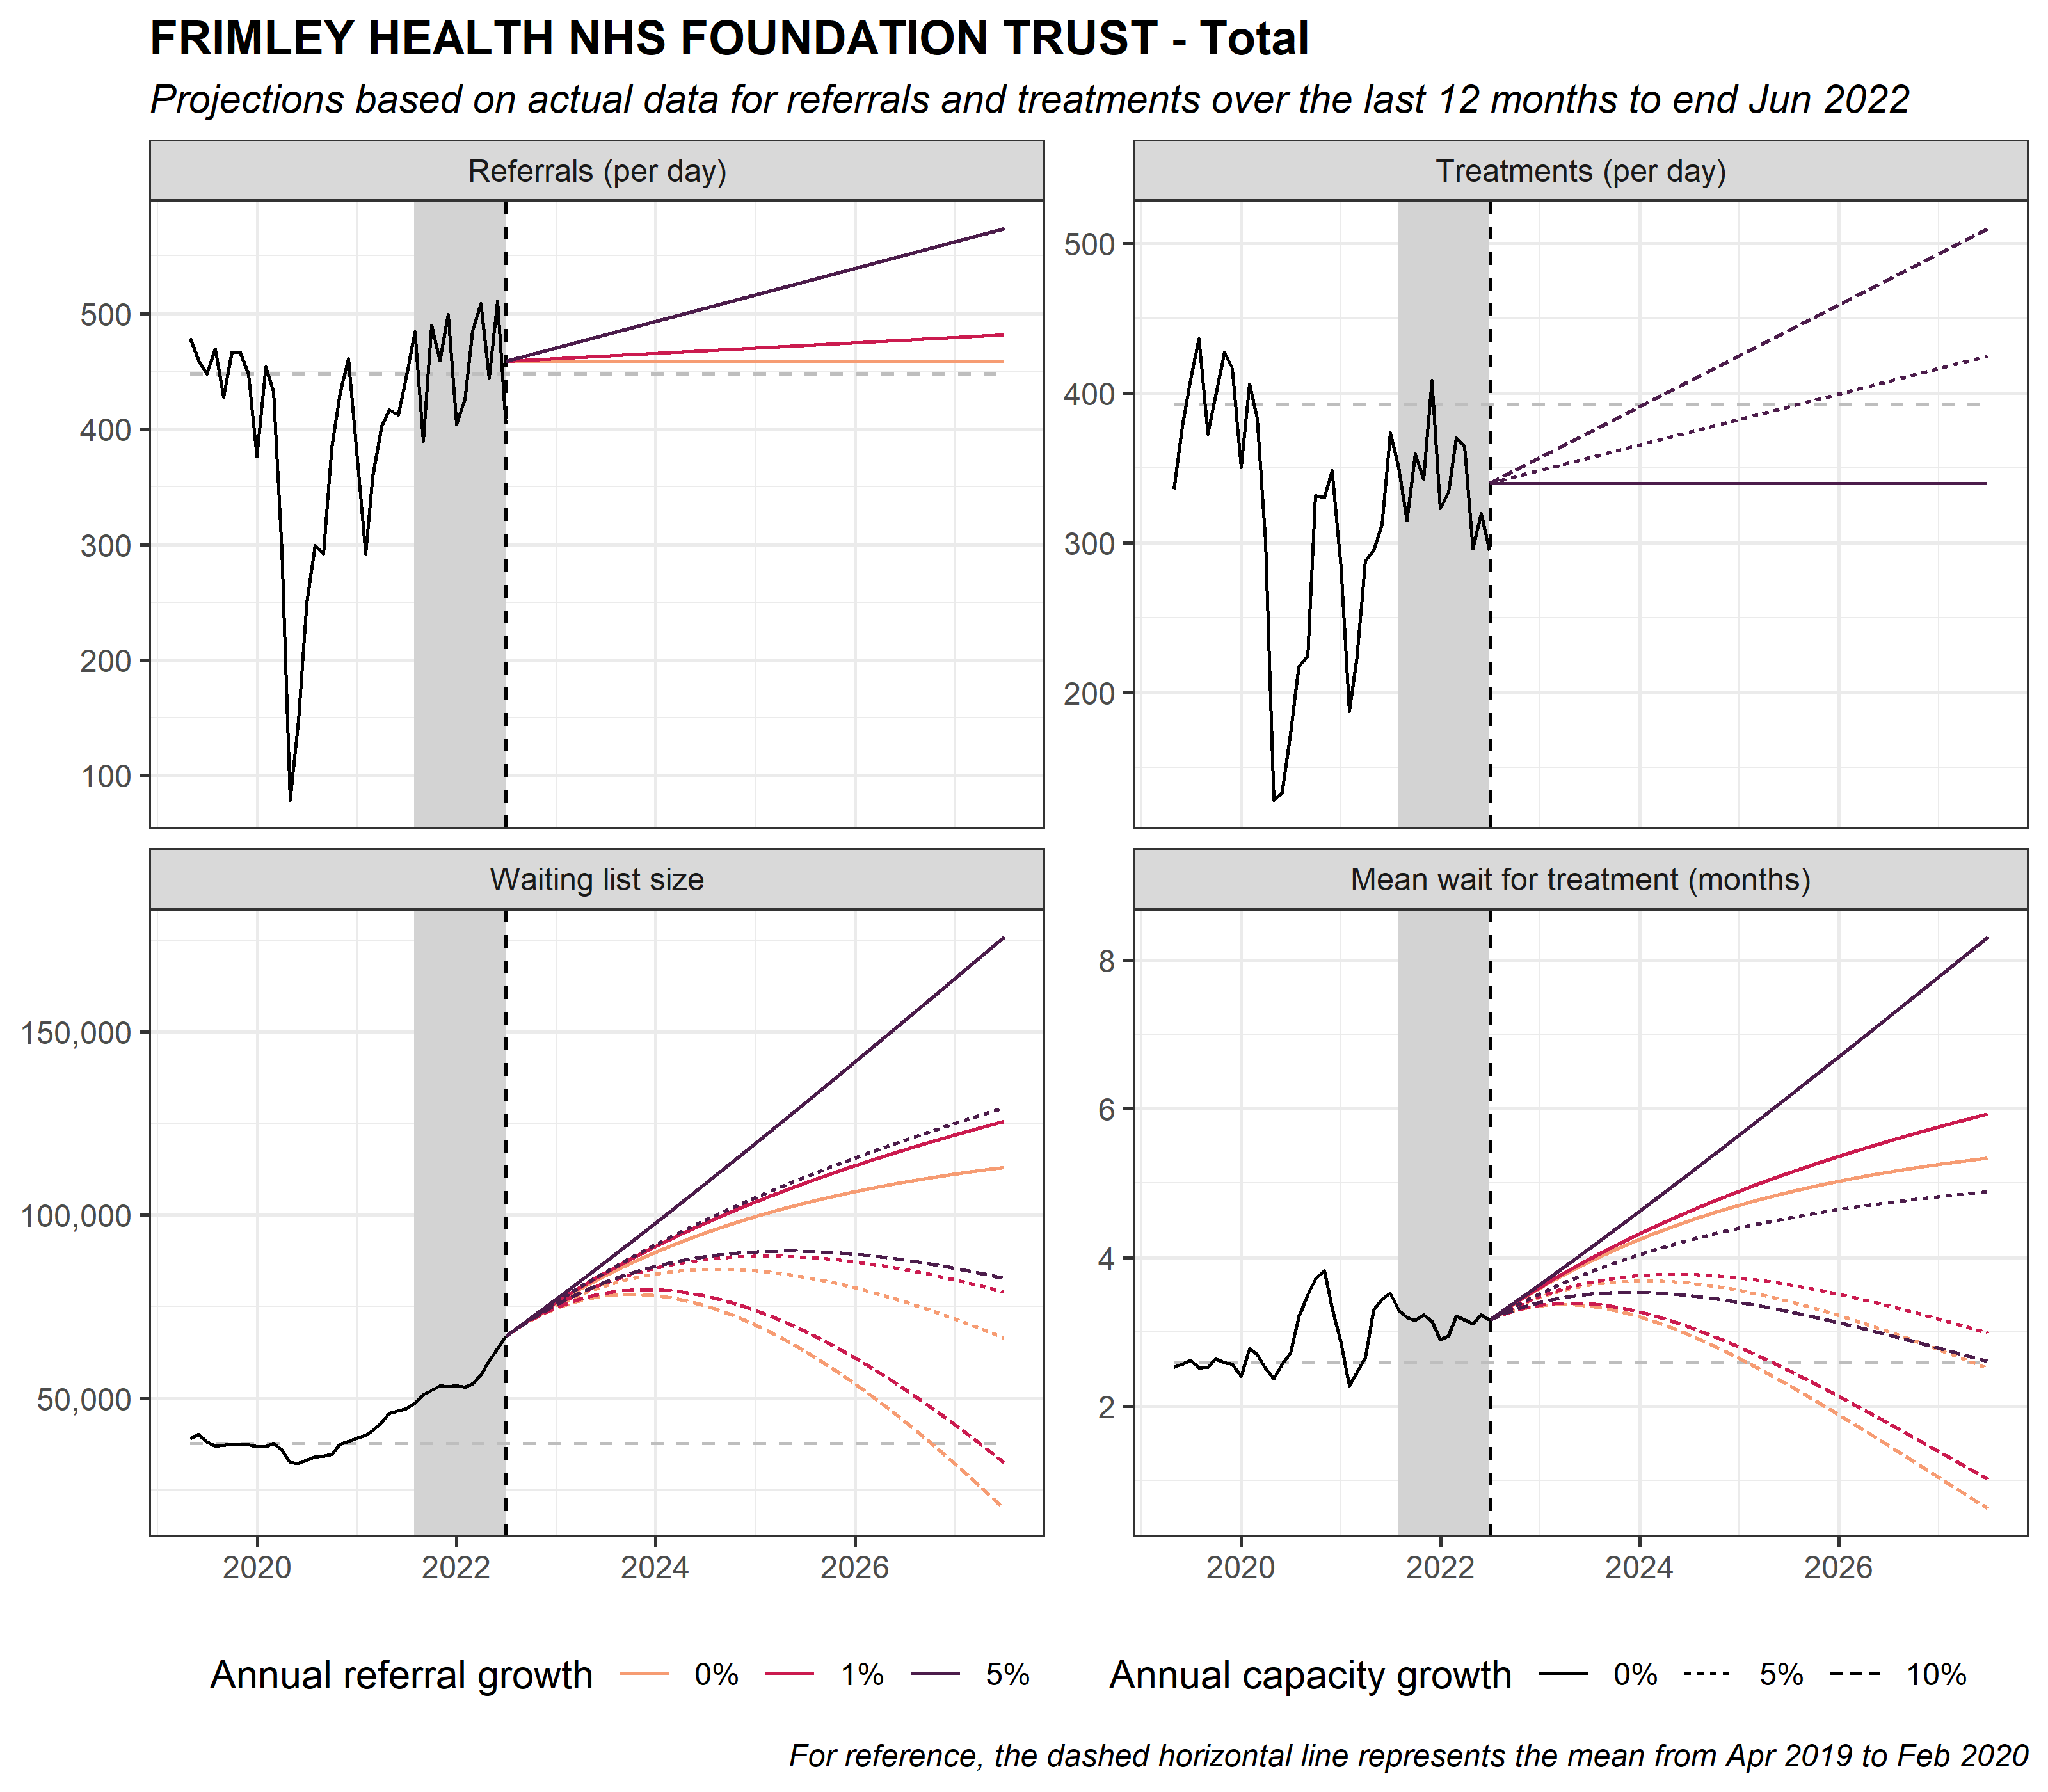 FRIMLEY HEALTH NHS FOUNDATION TRUST - Total
Projections based on actual data for referrals and treatments over the last 12 months to end Jun 2022
Referrals (per day)
500
400
300
200
100
Treatments (per day)
500
400
300
200
Waiting list size
150,000
100,000
50,000
2020 2022 2024 2026
Mean wait for treatment (months)
8
6
4
2
2020 2022 2024 2026
Annual referral growth 0% 1% 5%
Annual capacity growth 0% 5% 10%
For reference, the dashed horizontal line represents the mean from Apr 2019 to Feb 2020